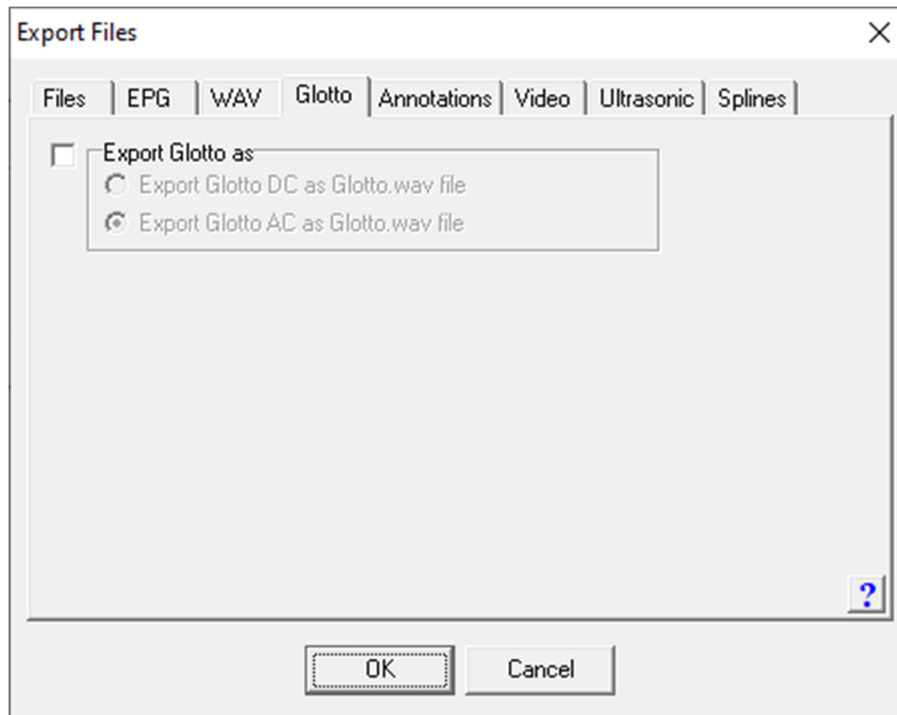 Export Files
Files EPG WAV Glotto Annotations Video Ultrasonic Splines
Export Glotto as
Export Glotto DC as Glotto.wav file
Export Glotto AC as Glotto.wav file
?
OK Cancel